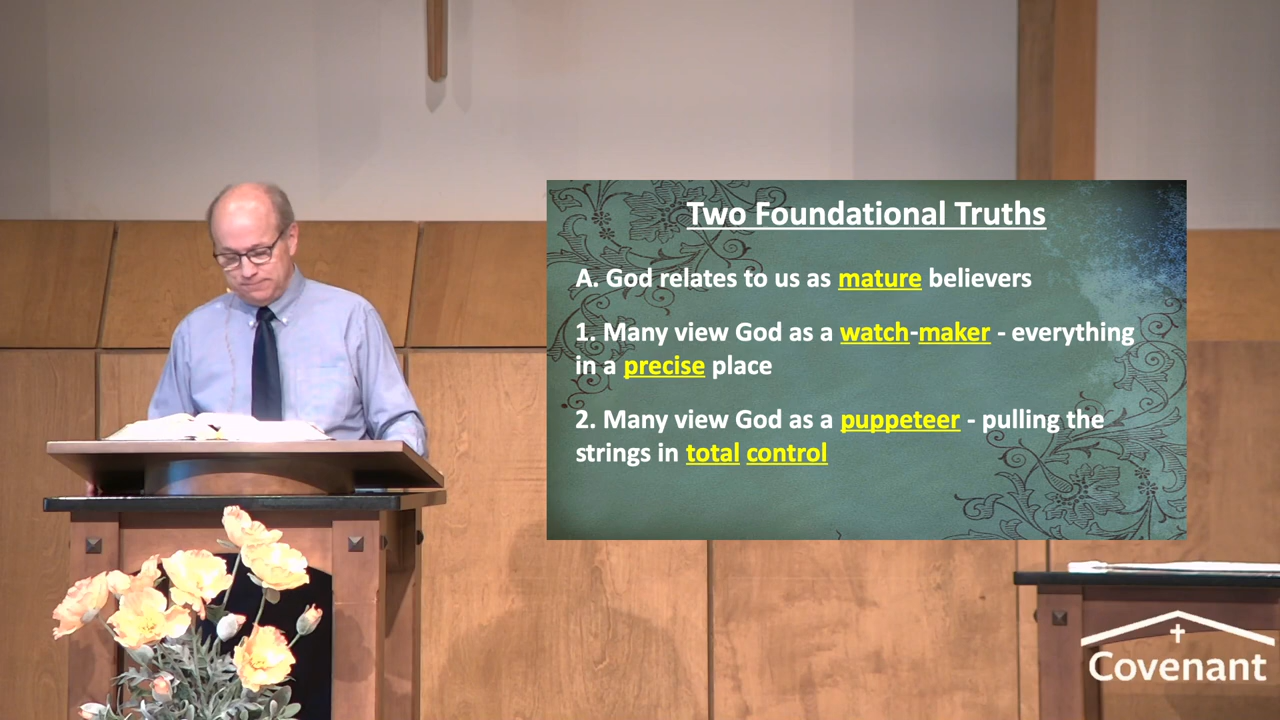 Two Foundational Truths
A. God relates to us as mature believers
1. Many view God as a watch-maker - everything
in a precise place
2. Many view God as a puppeteer - pulling the
strings in total control
Covenant